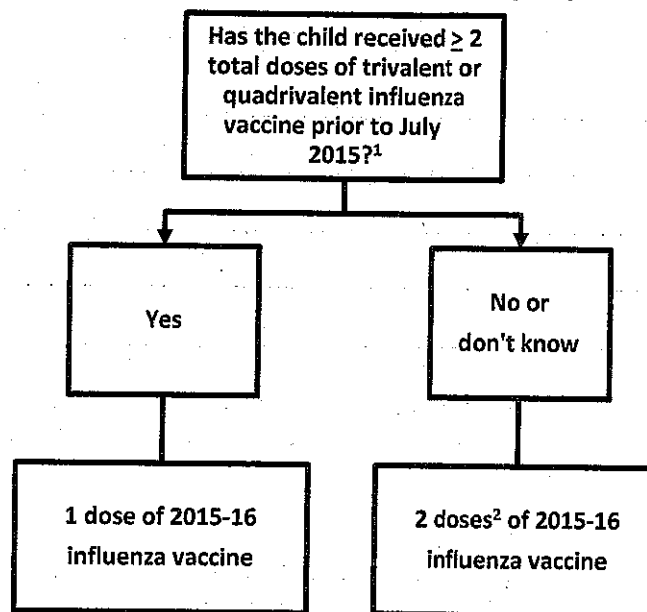 Has the child received ≥ 2
total doses of trivalent or
quadrivalent influenza
vaccine prior to July
2015?¹
Yes
No or
don't know
1 dose of 2015-16
influenza vaccine
2 doses² of 2015-16
influenza vaccine